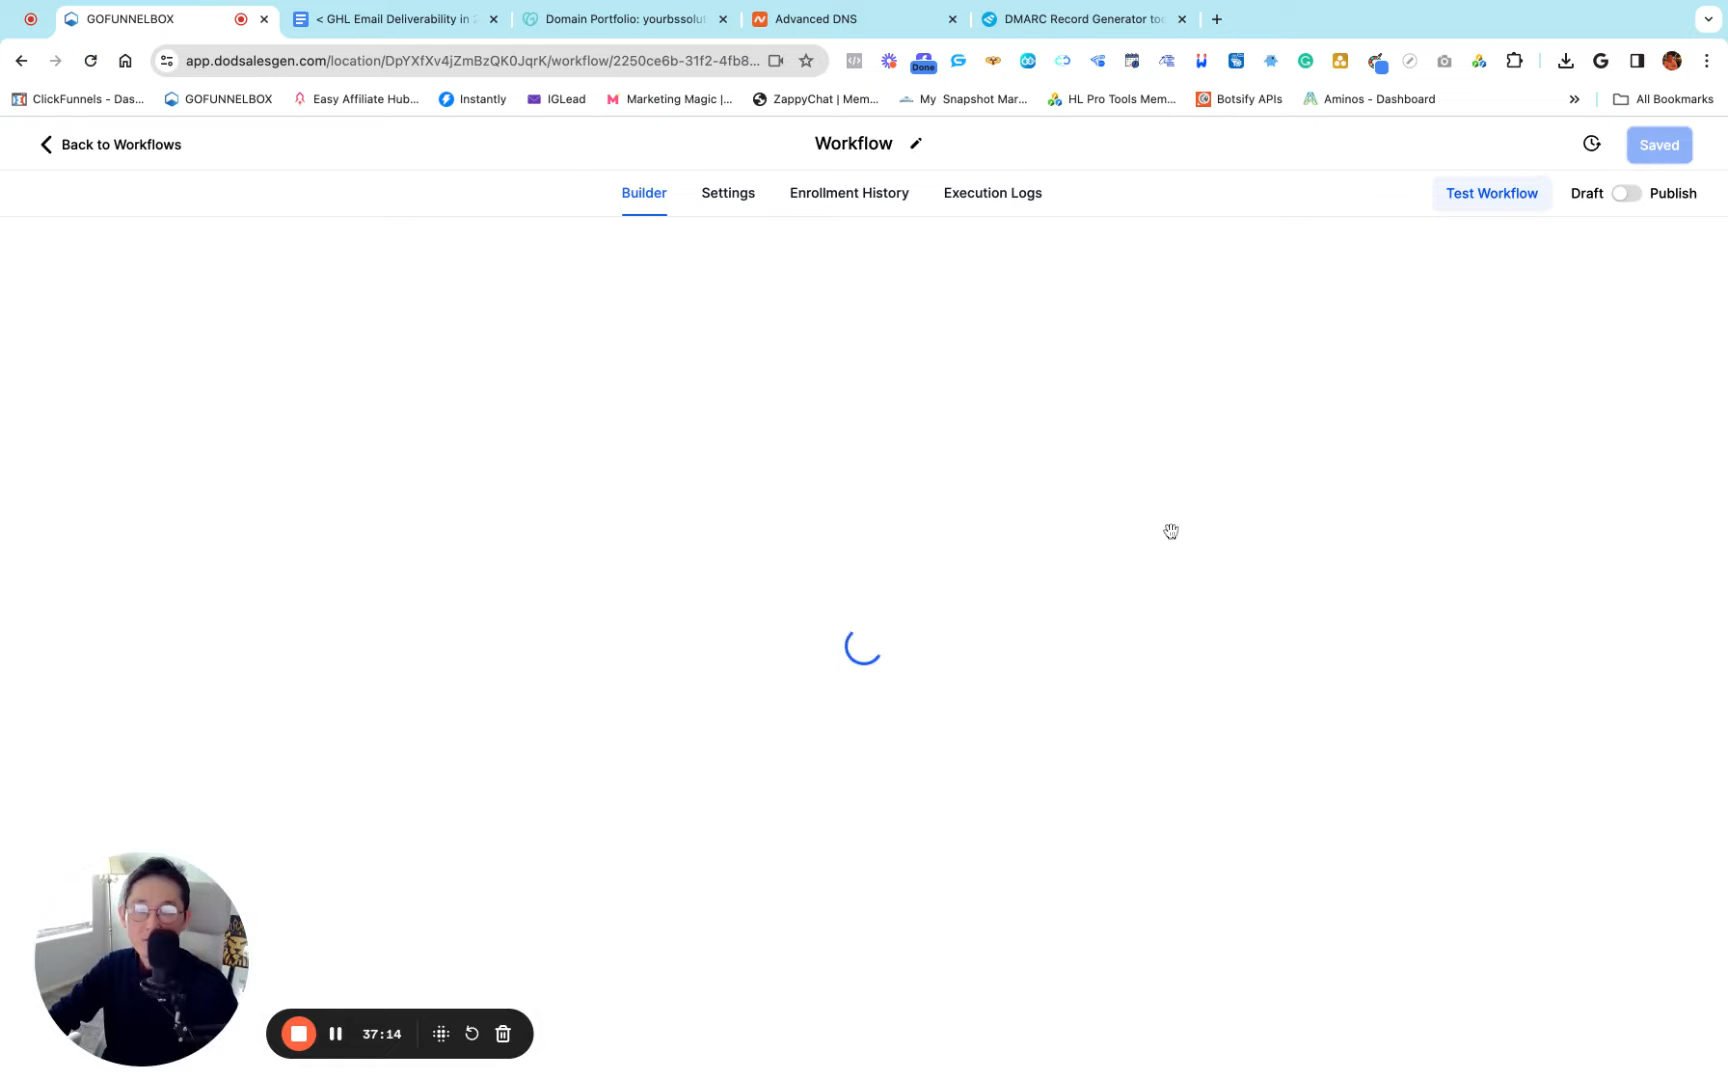 GOFUNNELBOX
< GHL Email Deliverability in 2
Domain Portfolio: yourbssolut
Advanced DNS
DMARC Record Generator too
app.dodsalesgen.com/location/DpYXfXv4jZmBzQK0JqrK/workflow/2250ce6b-31f2-4fb8...
Done
ClickFunnels - Das...
GOFUNNELBOX
Easy Affiliate Hub...
Instantly
IGLead
Marketing Magic |...
ZappyChat | Mem...
My Snapshot Mar...
HL Pro Tools Mem...
Botsify APIs
Aminos - Dashboard
All Bookmarks
Back to Workflows
Workflow
Saved
Builder
Settings
Enrollment History
Execution Logs
Test Workflow
Draft
Publish
37:14